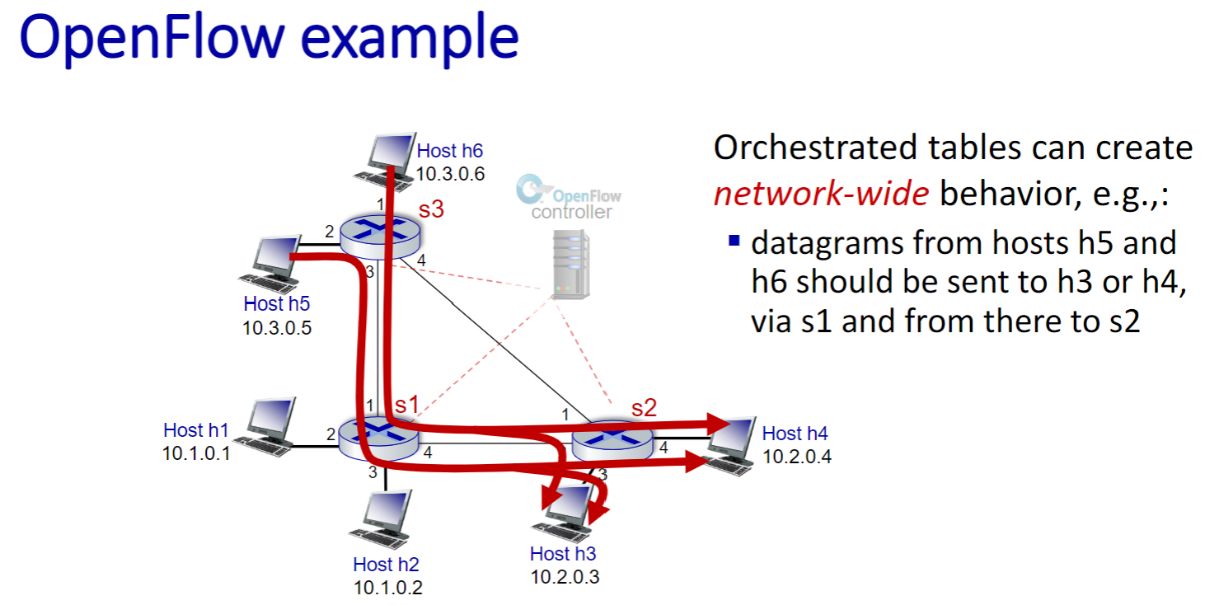 OpenFlow example
Host h6
10.3.0.6
1
s3
2
3
4
OpenFlow
controller
Host h5
10.3.0.5
Orchestrated tables can create
network-wide behavior, e.g.,:
datagrams from hosts h5 and
h6 should be sent to h3 or h4,
via s1 and from there to s2
1
s1
2
3
4
Host h1
10.1.0.1
Host h2
10.1.0.2
1
s2
3
4
Host h4
10.2.0.4
Host h3
10.2.0.3